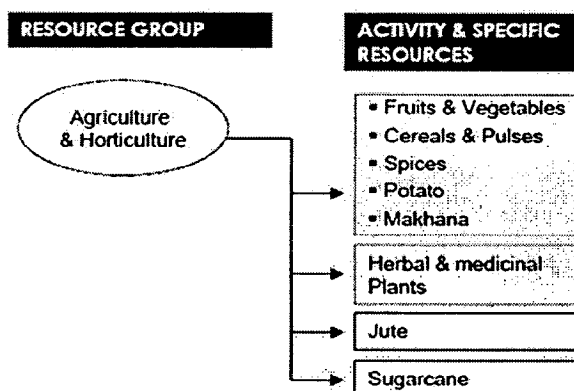 RESOURCE GROUP
ACTIVITY & SPECIFIC
RESOURCES
Agriculture
& Horticulture
▪ Fruits & Vegetables
▪ Cereals & Pulses
▪ Spices
▪ Potato
▪ Makhana
Herbal & medicinal
Plants
Jute
Sugarcane